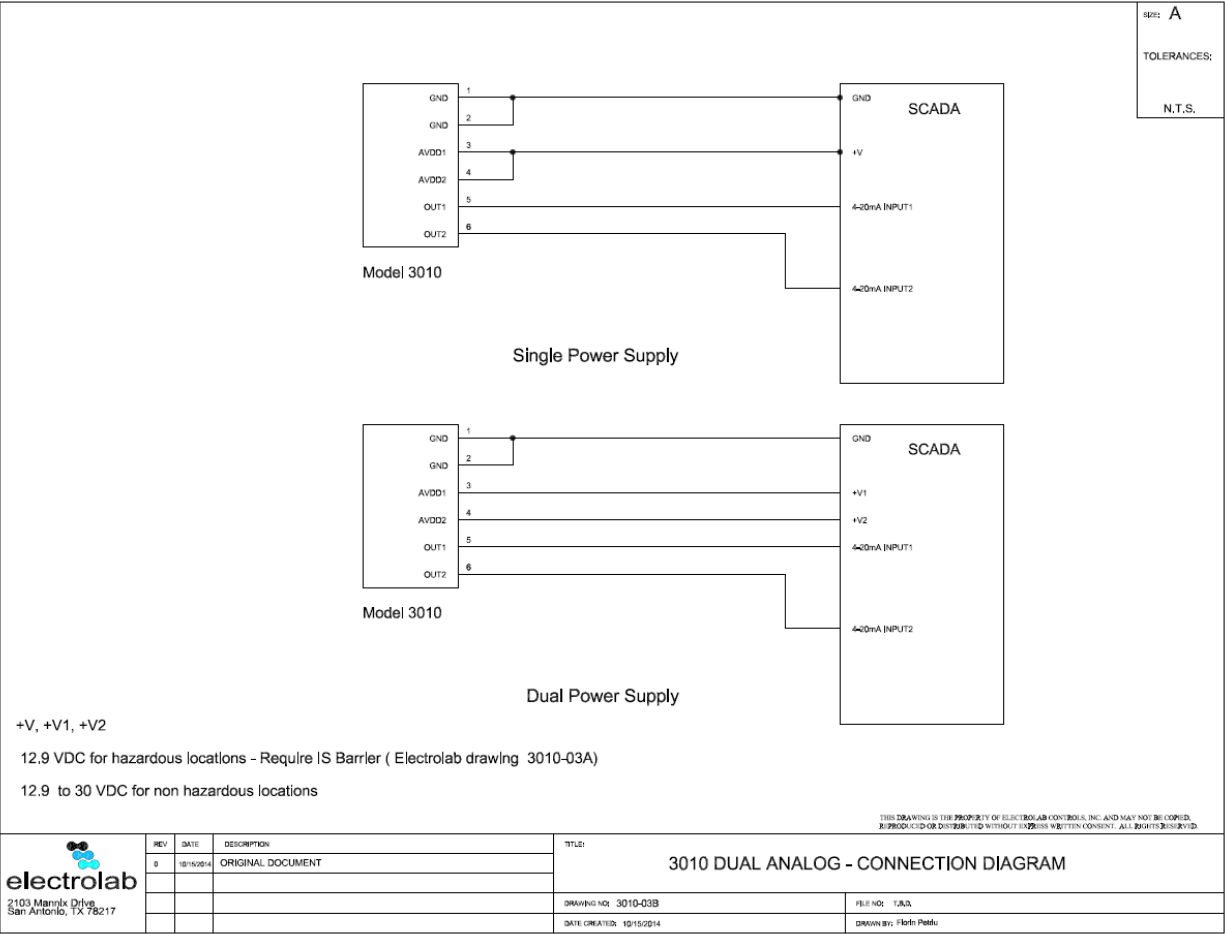 SIZE: A
TOLERANCES:
N.T.S.
GND 1
GND 2
AVDD1 3
AVDD2 4
OUT1 5
OUT2 6
Model 3010
GND SCADA
+V
4-20mA INPUT1
4-20mA INPUT2
Single Power Supply
GND 1
GND 2
AVDD1 3
AVDD2 4
OUT1 5
OUT2 6
Model 3010
GND SCADA
+V1
+V2
4-20mA INPUT1
4-20mA INPUT2
Dual Power Supply
+V, +V1, +V2
12.9 VDC for hazardous locations - Require IS Barrier ( Electrolab drawing 3010-03A)
12.9 to 30 VDC for non hazardous locations
THIS DRAWING IS THE PROPERTY OF ELECTROLAB CONTROLS, INC. AND MAY NOT BE COPIED,
REPRODUCED OR DISTRIBUTED WITHOUT EXPRESS WRITTEN CONSENT. ALL RIGHTS RESERVED.
electrolab
2103 Mannix Drive
San Antonio, TX 78217
REV DATE DESCRIPTION
0 10/15/2014 ORIGINAL DOCUMENT
TITLE:
3010 DUAL ANALOG - CONNECTION DIAGRAM
DRAWING NO: 3010-03B
FILE NO: T.B.D.
DATE CREATED: 10/15/2014
DRAWN BY: Florin Petriu